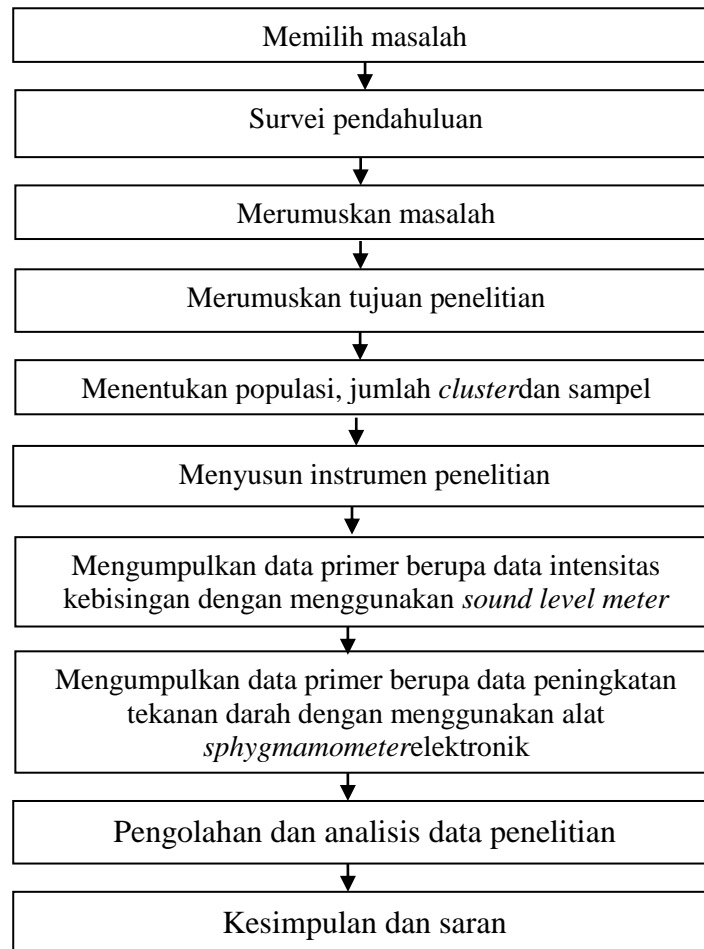 Memilih masalah
Survei pendahuluan
Merumuskan masalah
Merumuskan tujuan penelitian
Menentukan populasi, jumlah clusterdan sampel
Menyusun instrumen penelitian
Mengumpulkan data primer berupa data intensitas
kebisingan dengan menggunakan sound level meter
Mengumpulkan data primer berupa data peningkatan
tekanan darah dengan menggunakan alat
sphygmamometerelektronik
Pengolahan dan analisis data penelitian
Kesimpulan dan saran